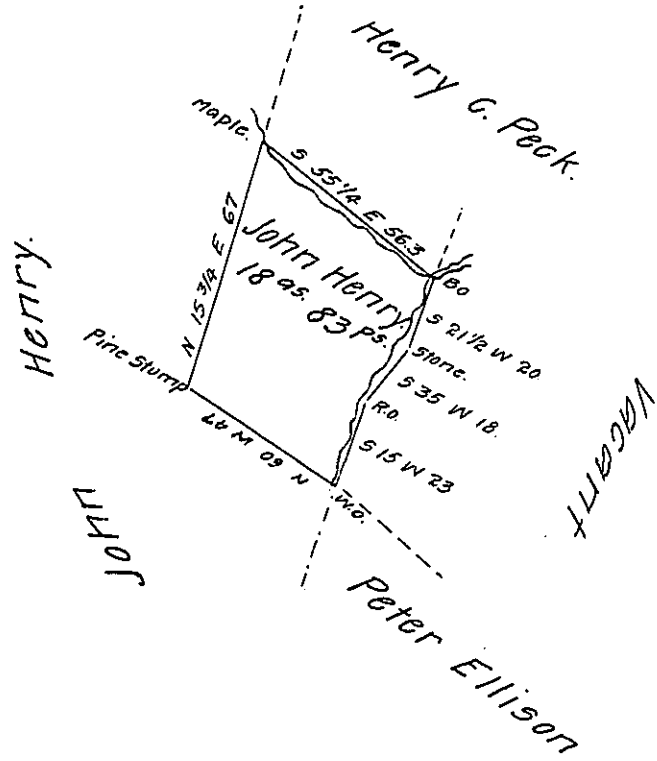 Henry C. Peck.
Maple.
S 55 1/4 E 56.3
N 15 3/4 E 67
John Henry.
18 as. 83 ps.
BO
S 21 1/2 W 20
Stone.
S 35 W 18.
R.O.
S 15 W 23
W.O.
N 60 W 47
Pine Stump
John Henry.
Vacant
Peter Ellison